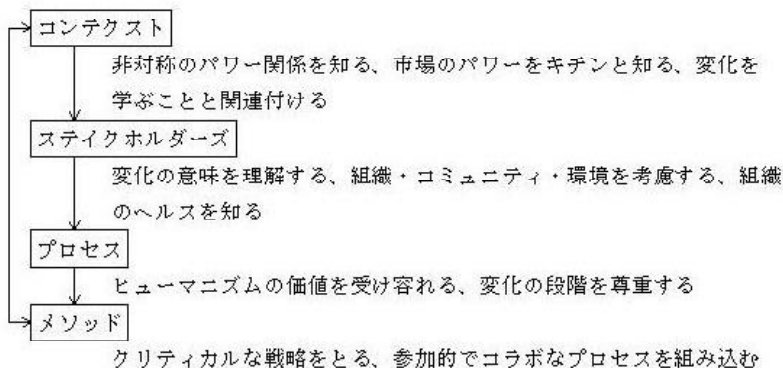 コンテクスト
非対称のパワー関係を知る、市場のパワーをキチンと知る、変化を
学ぶことと関連付ける
ステイクホルダーズ
変化の意味を理解する、組織・コミュニティ・環境を考慮する、組織
のヘルスを知る
プロセス
ヒューマニズムの価値を受け容れる、変化の段階を尊重する
メソッド
クリティカルな戦略をとる、参加的でコラボなプロセスを組み込む